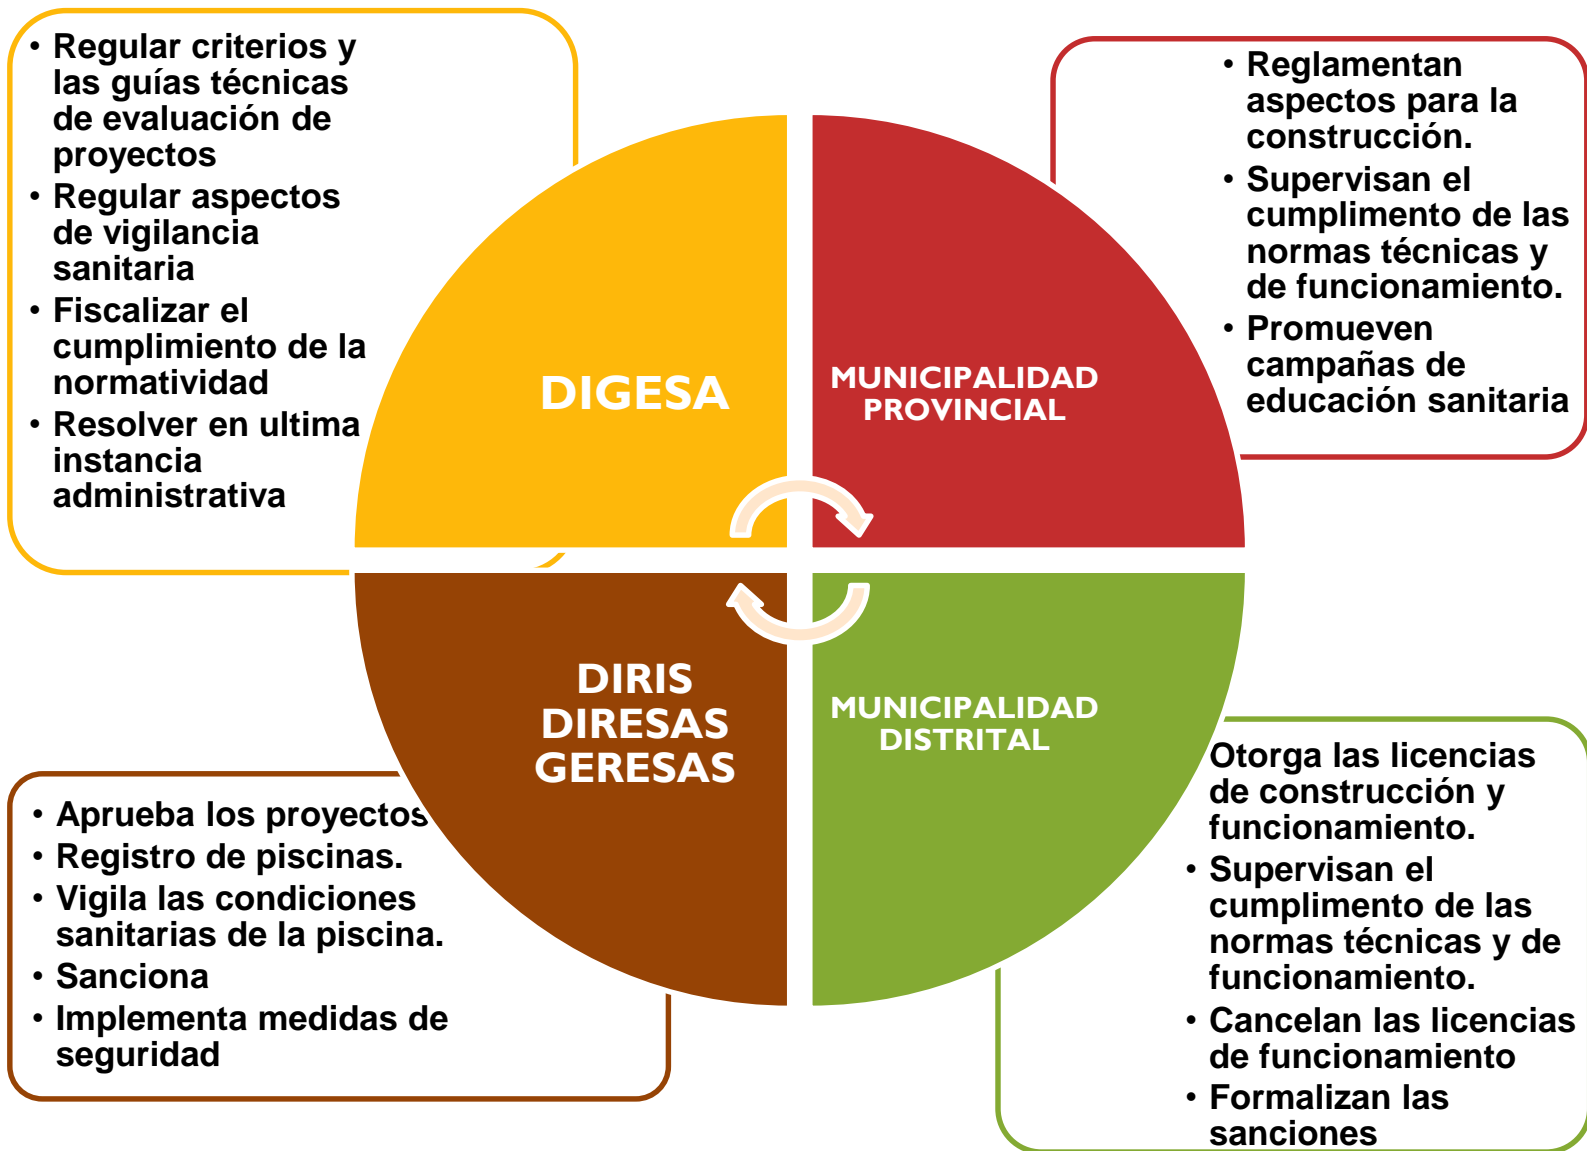 • Regular criterios y
las guías técnicas
de evaluación de
proyectos
• Regular aspectos
de vigilancia
sanitaria
• Fiscalizar el
cumplimiento de la
normatividad
• Resolver en ultima
instancia
administrativa
DIGESA
MUNICIPALIDAD
PROVINCIAL
• Reglamentan
aspectos para la
construcción.
• Supervisan el
cumplimento de las
normas técnicas y
de funcionamiento.
• Promueven
campañas de
educación sanitaria
DIRIS
DIRESAS
GERESAS
• Aprueba los proyectos
• Registro de piscinas.
• Vigila las condiciones
sanitarias de la piscina.
• Sanciona
• Implementa medidas de
seguridad
MUNICIPALIDAD
DISTRITAL
Otorga las licencias
de construcción y
funcionamiento.
• Supervisan el
cumplimento de las
normas técnicas y de
funcionamiento.
• Cancelan las licencias
de funcionamiento
• Formalizan las
sanciones